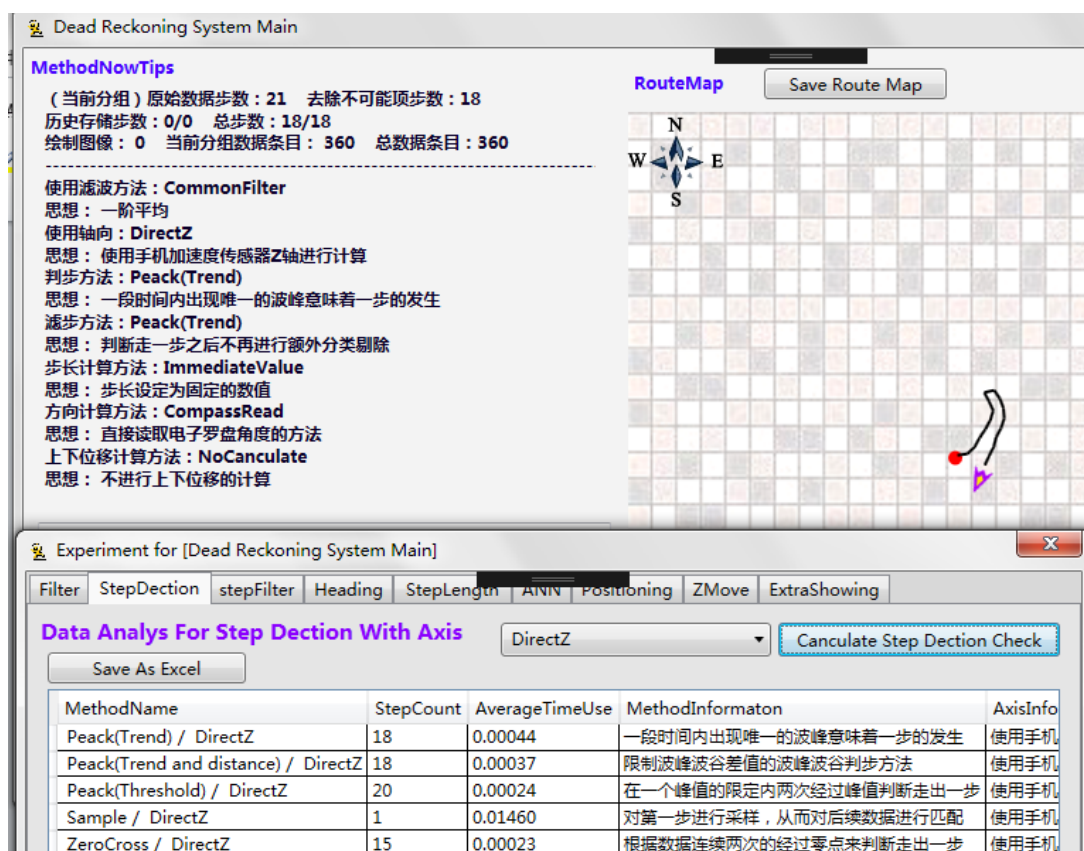 Dead Reckoning System Main
MethodNowTips
（当前分组）原始数据步数：21 去除不可能顶步数：18
历史存储步数：0/0 总步数：18/18
绘制图像： 0 当前分组数据条目： 360 总数据条目：360
使用滤波方法：CommonFilter
思想： 一阶平均
使用轴向：DirectZ
思想： 使用手机加速度传感器Z轴进行计算
判步方法：Peack(Trend)
思想： 一段时间内出现唯一的波峰意味着一步的发生
滤步方法：Peack(Trend)
思想： 判断走一步之后不再进行额外分类剔除
步长计算方法：ImmediateValue
思想： 步长设定为固定的数值
方向计算方法：CompassRead
思想： 直接读取电子罗盘角度的方法
上下位移计算方法：NoCanculate
思想： 不进行上下位移的计算
RouteMap Save Route Map
N
W E
S
Experiment for [Dead Reckoning System Main]
Filter StepDection stepFilter Heading StepLength ANN Positioning ZMove ExtraShowing
Data Analys For Step Dection With Axis DirectZ Canculate Step Dection Check
Save As Excel
MethodName StepCount AverageTimeUse MethodInformaton AxisInfo
Peack(Trend) / DirectZ 18 0.00044 一段时间内出现唯一的波峰意味着一步的发生 使用手机
Peack(Trend and distance) / DirectZ 18 0.00037 限制波峰波谷差值的波峰波谷判步方法 使用手机
Peack(Threshold) / DirectZ 20 0.00024 在一个峰值的限定内两次经过峰值判断走出一步 使用手机
Sample / DirectZ 1 0.01460 对第一步进行采样，从而对后续数据进行匹配 使用手机
ZeroCross / DirectZ 15 0.00023 根据数据连续两次的经过零点来判断走出一步 使用手机